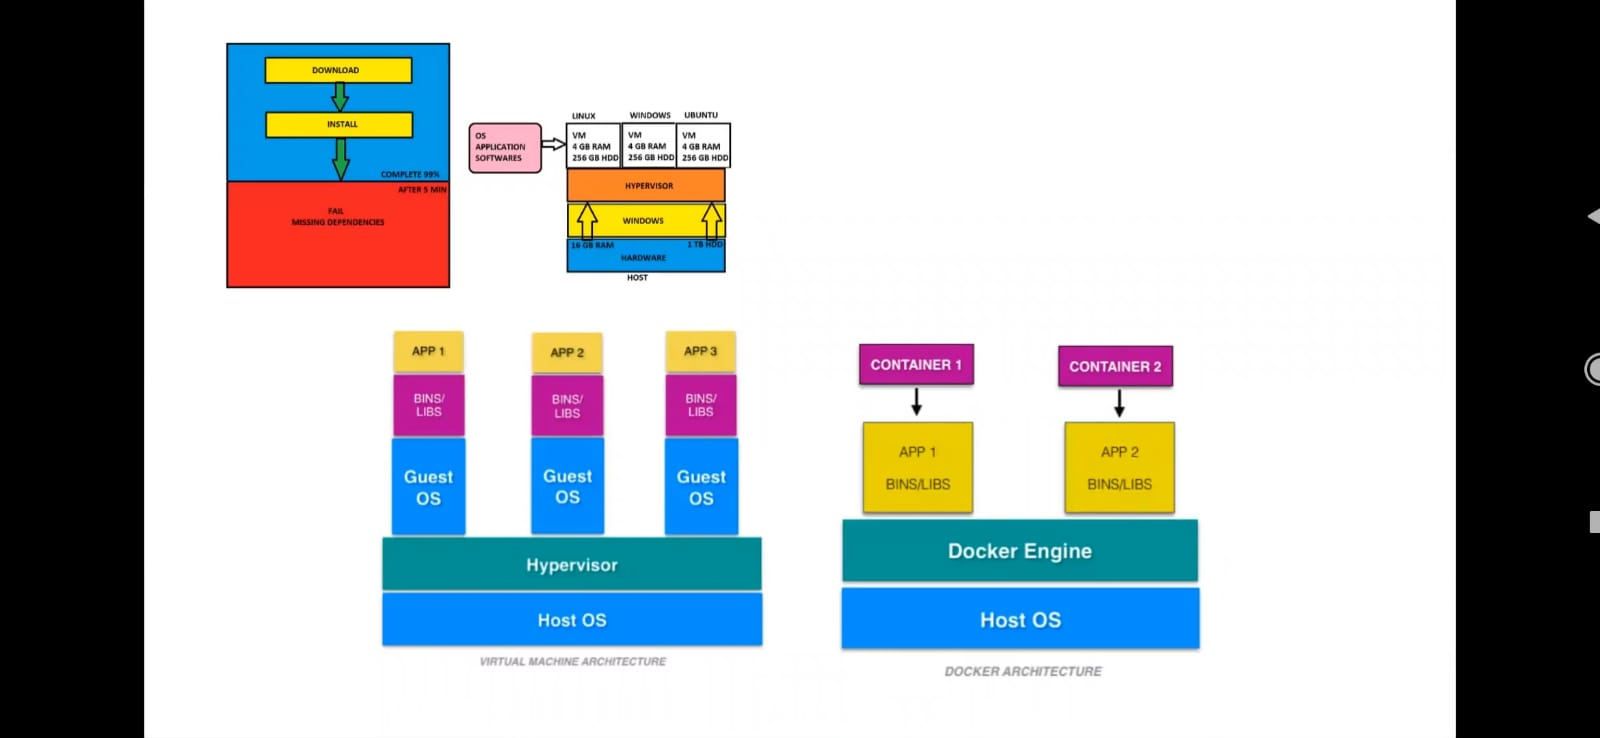 DOWNLOAD
INSTALL
COMPLETE 99%
AFTER 5 MIN
FAIL
MISSING DEPENDENCIES
OS
APPLICATION
SOFTWARES
LINUX
WINDOWS
UBUNTU
VM
4 GB RAM
256 GB HDD
VM
4 GB RAM
256 GB HDD
VM
4 GB RAM
256 GB HDD
HYPERVISOR
WINDOWS
16 GB RAM
1 TB HDD
HARDWARE
HOST
APP 1
BINS/
LIBS
Guest
OS
APP 2
BINS/
LIBS
Guest
OS
APP 3
BINS/
LIBS
Guest
OS
Hypervisor
Host OS
VIRTUAL MACHINE ARCHITECTURE
CONTAINER 1
APP 1
BINS/LIBS
CONTAINER 2
APP 2
BINS/LIBS
Docker Engine
Host OS
DOCKER ARCHITECTURE